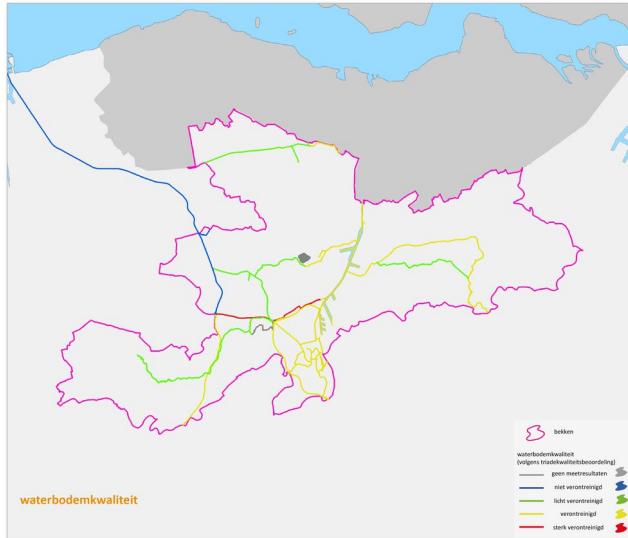 bekken
waterbodemkwaliteit
(volgens triadekwaliteitsbeoordeling)
geen meetresultaten
niet verontreinigd
licht verontreinigd
verontreinigd
sterk verontreinigd
waterbodemkwaliteit